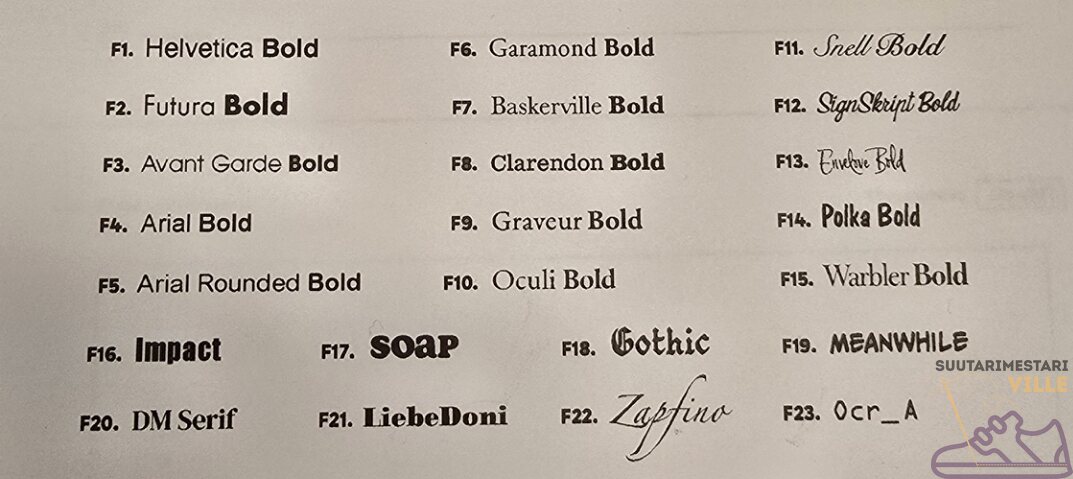 F1. Helvetica Bold F6. Garamond Bold F11. Snell Bold
F2. Futura Bold F7. Baskerville Bold F12. SignSkript Bold
F3. Avant Garde Bold F8. Clarendon Bold F13. Envelove Bold
F4. Arial Bold F9. Graveur Bold F14. Polka Bold
F5. Arial Rounded Bold F10. Oculi Bold F15. Warbler Bold
F16. Impact F17. SOAP F18. Gothic F19. MEANWHILE
F20. DM Serif F21. LiebeDoni F22. Zapfino F23. Ocr_A
SUUTARIMESTARI
VILLE